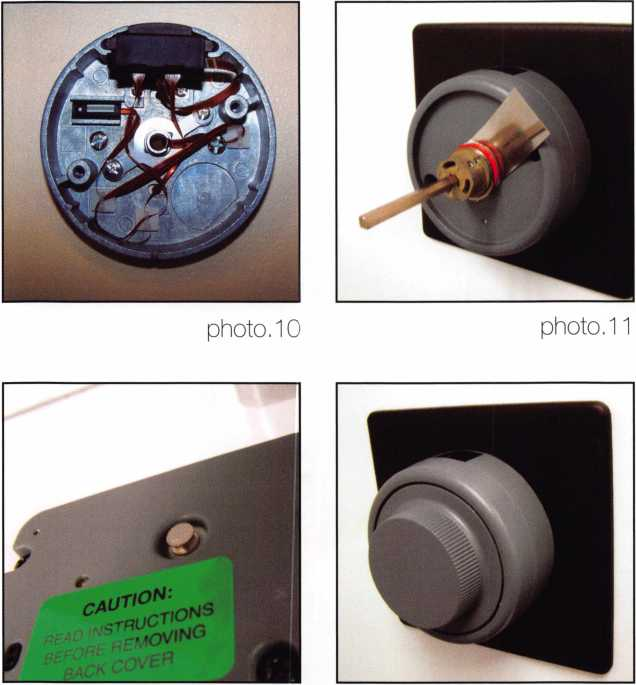 photo.10
photo.11
CAUTION:
READ INSTRUCTIONS
BEFORE REMOVING
BACK COVER